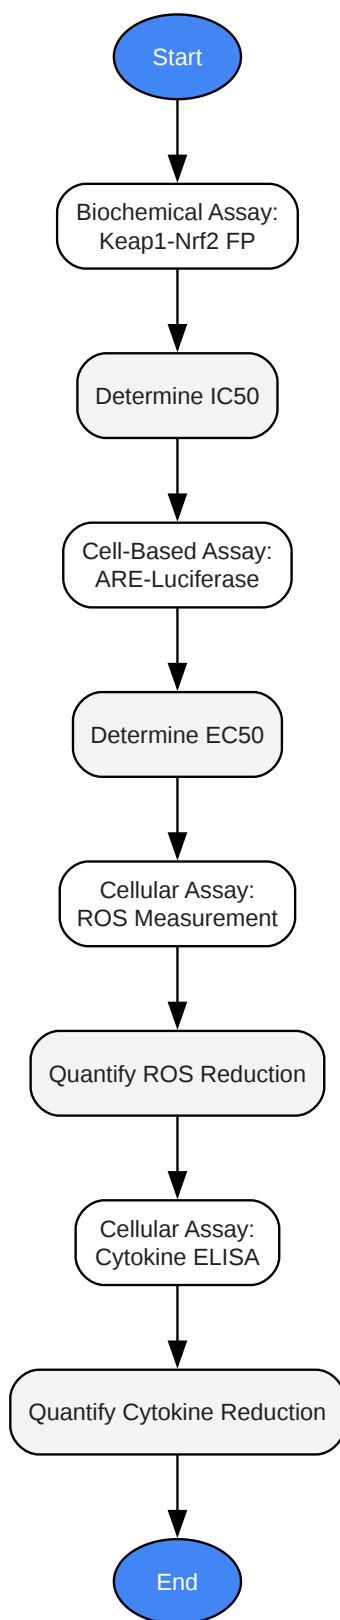 Start
Biochemical Assay:
Keap1-Nrf2 FP
Determine IC50
Cell-Based Assay:
ARE-Luciferase
Determine EC50
Cellular Assay:
ROS Measurement
Quantify ROS Reduction
Cellular Assay:
Cytokine ELISA
Quantify Cytokine Reduction
End